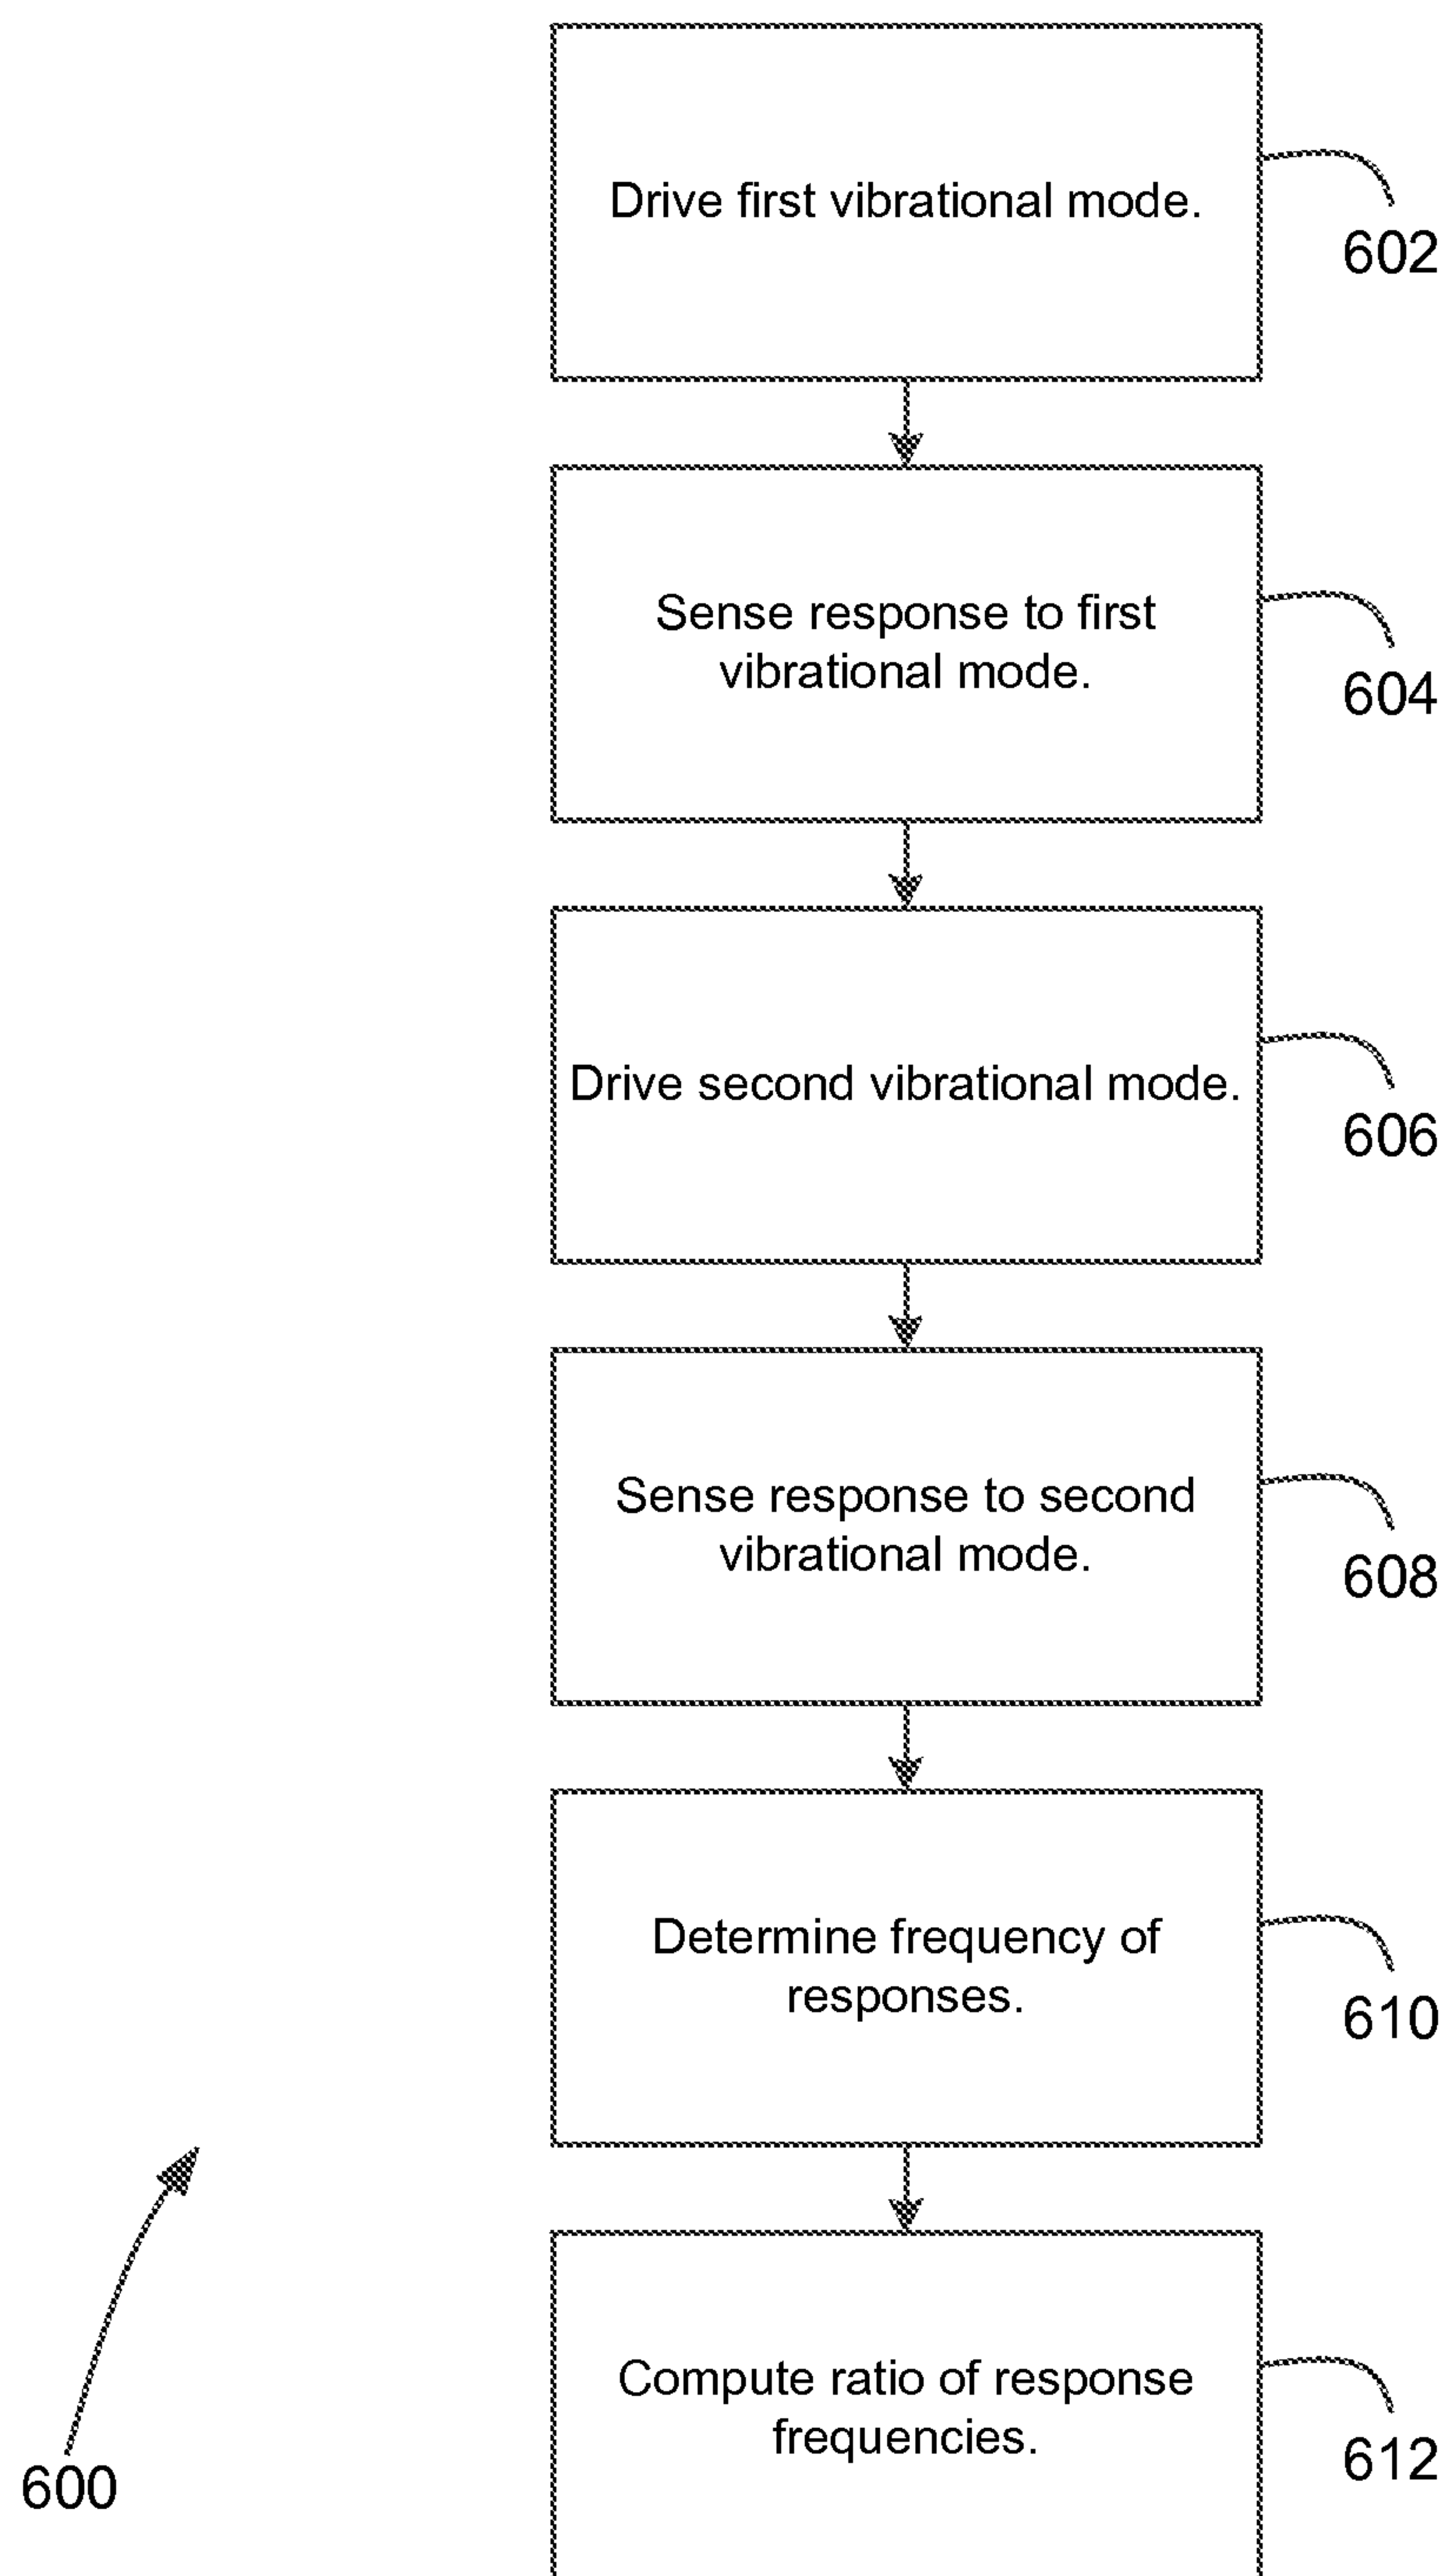 Drive first vibrational mode.
602
Sense response to first
vibrational mode.
604
Drive second vibrational mode.
606
Sense response to second
vibrational mode.
608
Determine frequency of
responses.
610
Compute ratio of response
frequencies.
612
600